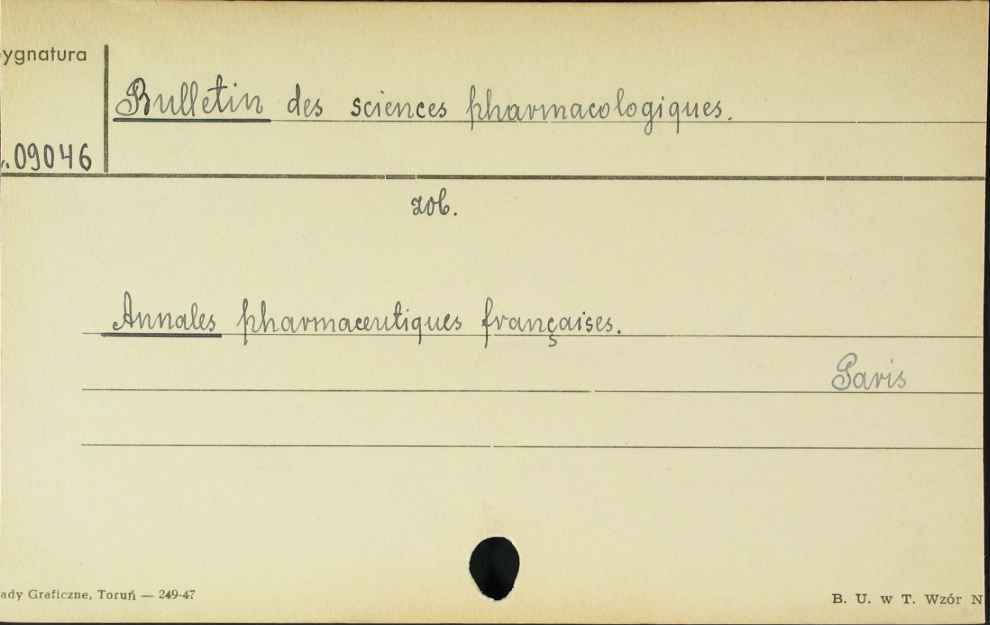 ygnatura
Bulletin des sciences pharmacologiques.
.09046
zob.
Annales pharmaceutiques françaises.
Paris
ady Graficzne, Toruń — 249-47
B. U. w T. Wzór N